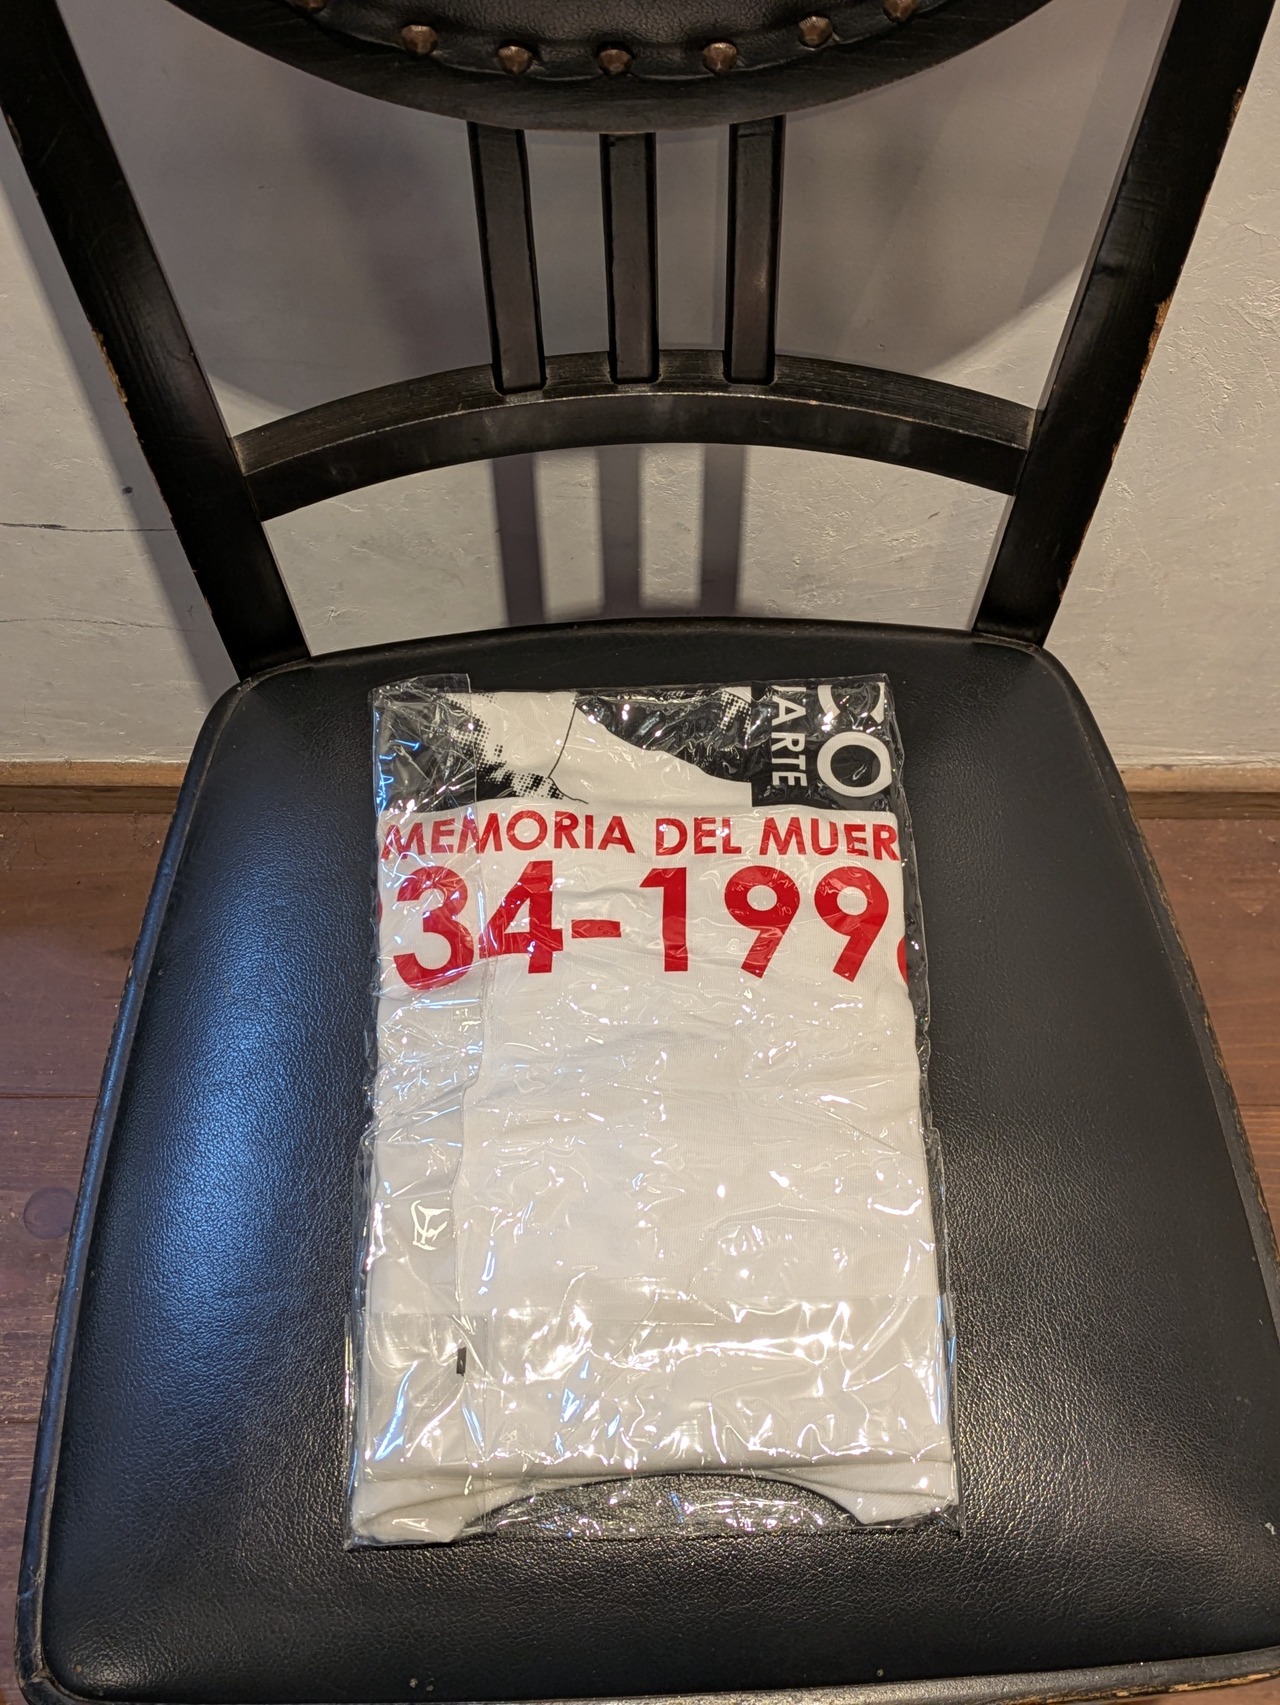 CO
ARTE
MEMORIA DEL MUER
34-199